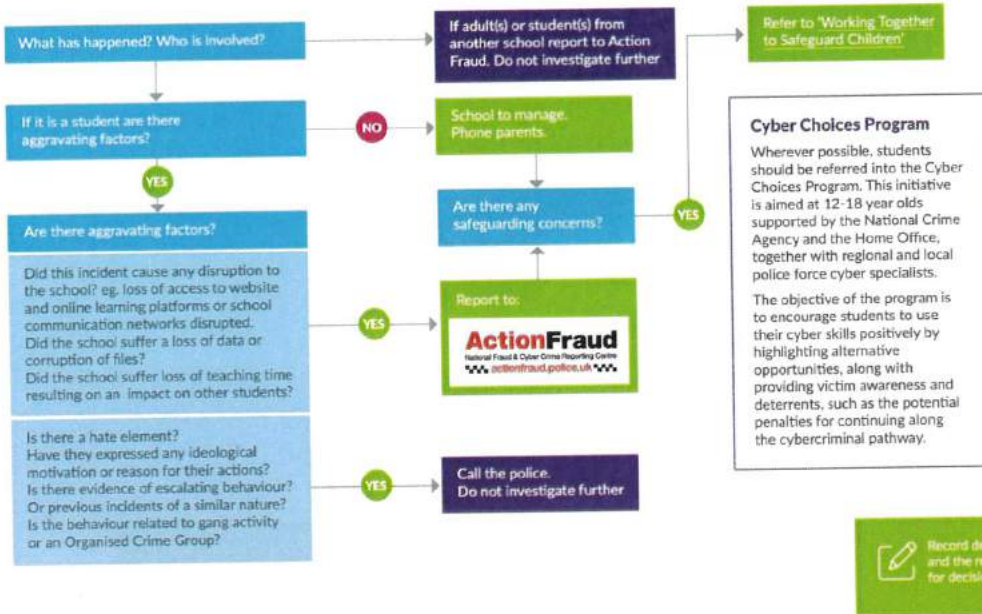 What has happened? Who is involved?
If adult(s) or student(s) from
another school report to Action
Fraud. Do not investigate further
Refer to 'Working Together
to Safeguard Children'
If it is a student are there
aggravating factors?
NO
School to manage.
Phone parents.
YES
Are there any
safeguarding concerns?
YES
Are there aggravating factors?
Did this incident cause any disruption to
the school? eg. loss of access to website
and online learning platforms or school
communication networks disrupted.
Did the school suffer a loss of data or
corruption of files?
Did the school suffer loss of teaching time
resulting on an impact on other students?
YES
Report to:
ActionFraud
National Fraud & Cyber Crime Reporting Centre
actionfraud.police.uk
Is there a hate element?
Have they expressed any ideological
motivation or reason for their actions?
Is there evidence of escalating behaviour?
Or previous incidents of a similar nature?
Is the behaviour related to gang activity
or an Organised Crime Group?
YES
Call the police.
Do not investigate further
Cyber Choices Program
Wherever possible, students
should be referred into the Cyber
Choices Program. This initiative
is aimed at 12-18 year olds
supported by the National Crime
Agency and the Home Office,
together with regional and local
police force cyber specialists.
The objective of the program is
to encourage students to use
their cyber skills positively by
highlighting alternative
opportunities, along with
providing victim awareness and
deterrents, such as the potential
penalties for continuing along
the cybercriminal pathway.
Record
and the
for